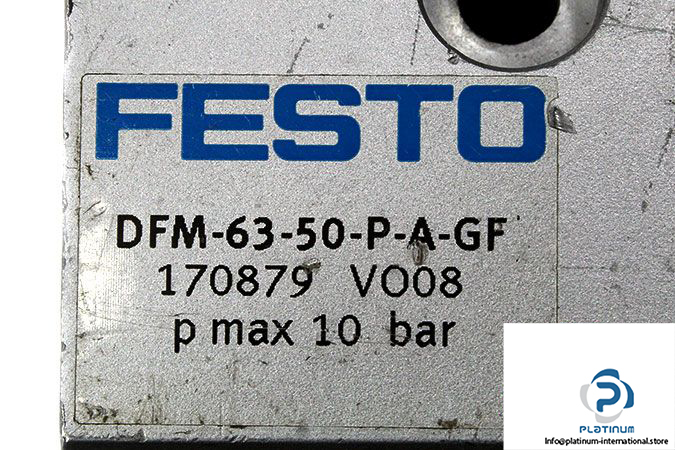 FESTO
DFM-63-50-P-A-GF
170879 VO08
p max 10 bar
PLATINUM
Info@platinum-international.store